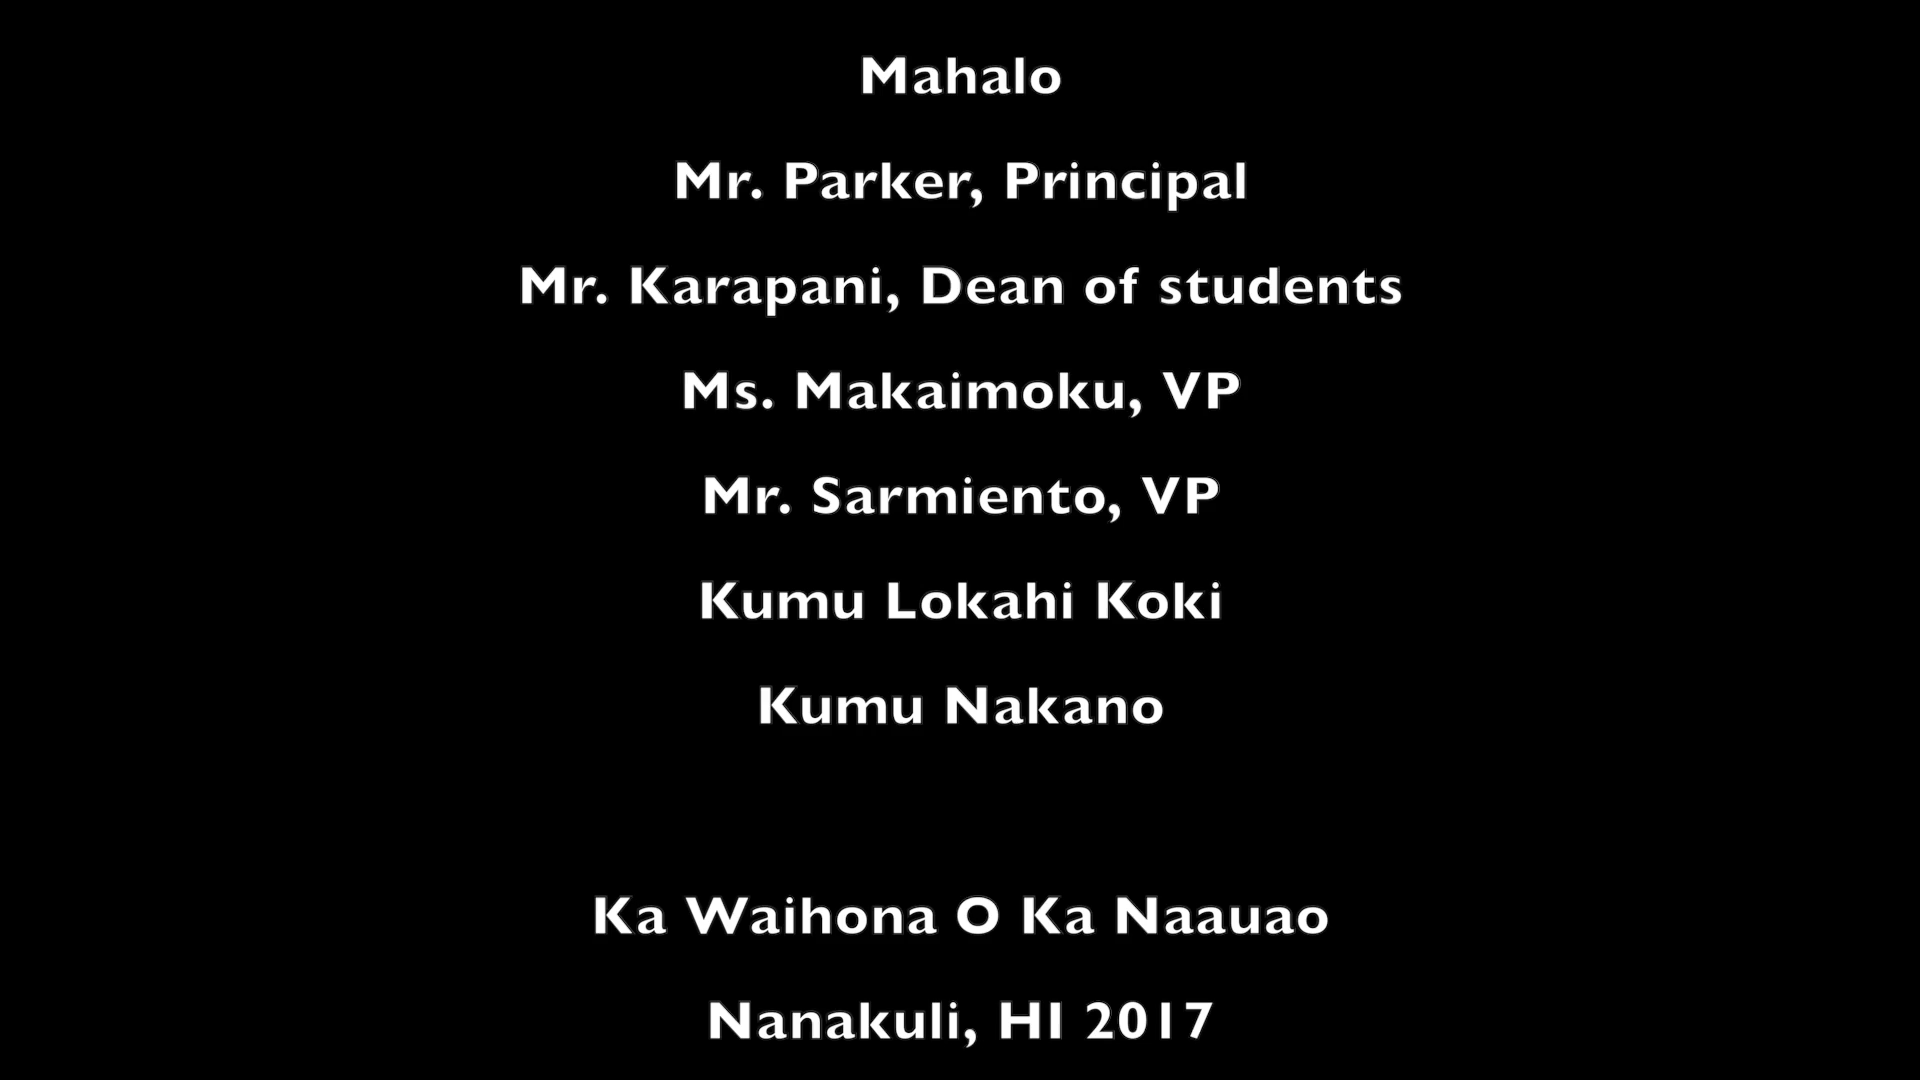 Mahalo
Mr. Parker, Principal
Mr. Karapani, Dean of students
Ms. Makaimoku, VP
Mr. Sarmiento, VP
Kumu Lokahi Koki
Kumu Nakano
Ka Waihona O Ka Naauao
Nanakuli, HI 2017